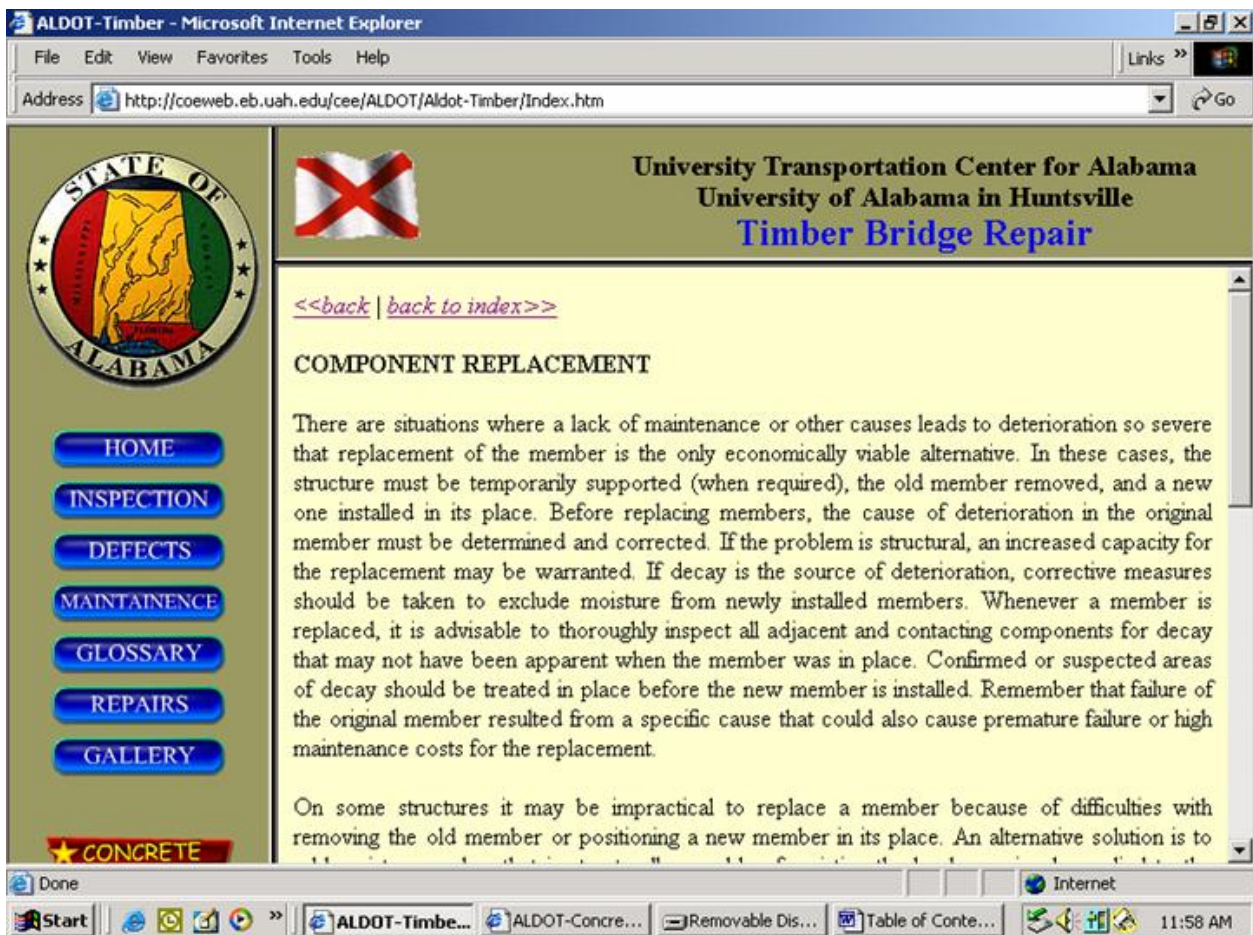 ALDOT-Timber - Microsoft Internet Explorer
File Edit View Favorites Tools Help
Links »
Address http://coeweb.eb.uah.edu/cee/ALDOT/Aldot-Timber/Index.htm
Go
STATE OF
ALABAMA
MISSISSIPPI
FLORIDA
University Transportation Center for Alabama
University of Alabama in Huntsville
Timber Bridge Repair
HOME
INSPECTION
DEFECTS
MAINTAINENCE
GLOSSARY
REPAIRS
GALLERY
CONCRETE
<<back | back to index>>
COMPONENT REPLACEMENT
There are situations where a lack of maintenance or other causes leads to deterioration so severe
that replacement of the member is the only economically viable alternative. In these cases, the
structure must be temporarily supported (when required), the old member removed, and a new
one installed in its place. Before replacing members, the cause of deterioration in the original
member must be determined and corrected. If the problem is structural, an increased capacity for
the replacement may be warranted. If decay is the source of deterioration, corrective measures
should be taken to exclude moisture from newly installed members. Whenever a member is
replaced, it is advisable to thoroughly inspect all adjacent and contacting components for decay
that may not have been apparent when the member was in place. Confirmed or suspected areas
of decay should be treated in place before the new member is installed. Remember that failure of
the original member resulted from a specific cause that could also cause premature failure or high
maintenance costs for the replacement.
On some structures it may be impractical to replace a member because of difficulties with
removing the old member or positioning a new member in its place. An alternative solution is to
Done
Internet
Start
»
ALDOT-Timbe...
ALDOT-Concre...
Removable Dis...
Table of Conte...
11:58 AM